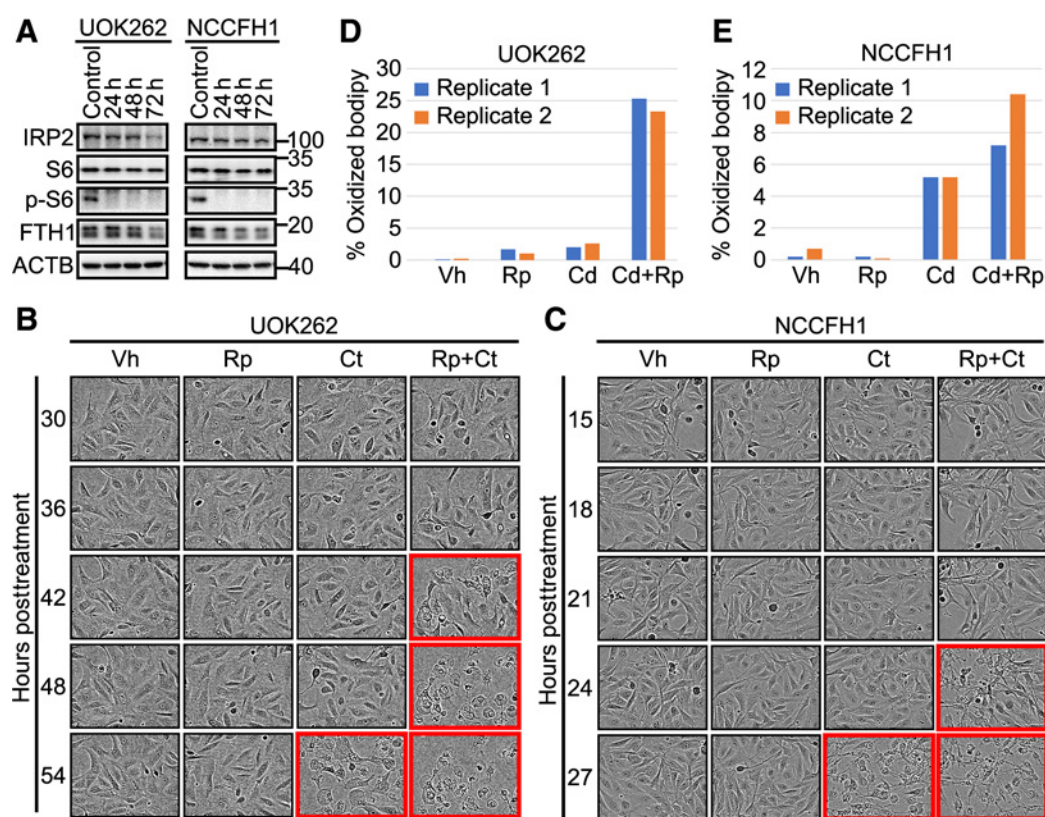 A
UOK262
NCCFH1
Control
24 h
48 h
72 h
Control
24 h
48 h
72 h
IRP2
100
S6
35
p-S6
35
FTH1
20
ACTB
40
D
UOK262
% Oxidized bodipy
30
25
20
15
10
5
0
Replicate 1
Replicate 2
Vh
Rp
Cd
Cd+Rp
E
NCCFH1
% Oxidized bodipy
12
10
8
6
4
2
0
Replicate 1
Replicate 2
Vh
Rp
Cd
Cd+Rp
B
UOK262
Vh
Rp
Ct
Rp+Ct
Hours posttreatment
30
36
42
48
54
C
NCCFH1
Vh
Rp
Ct
Rp+Ct
Hours posttreatment
15
18
21
24
27